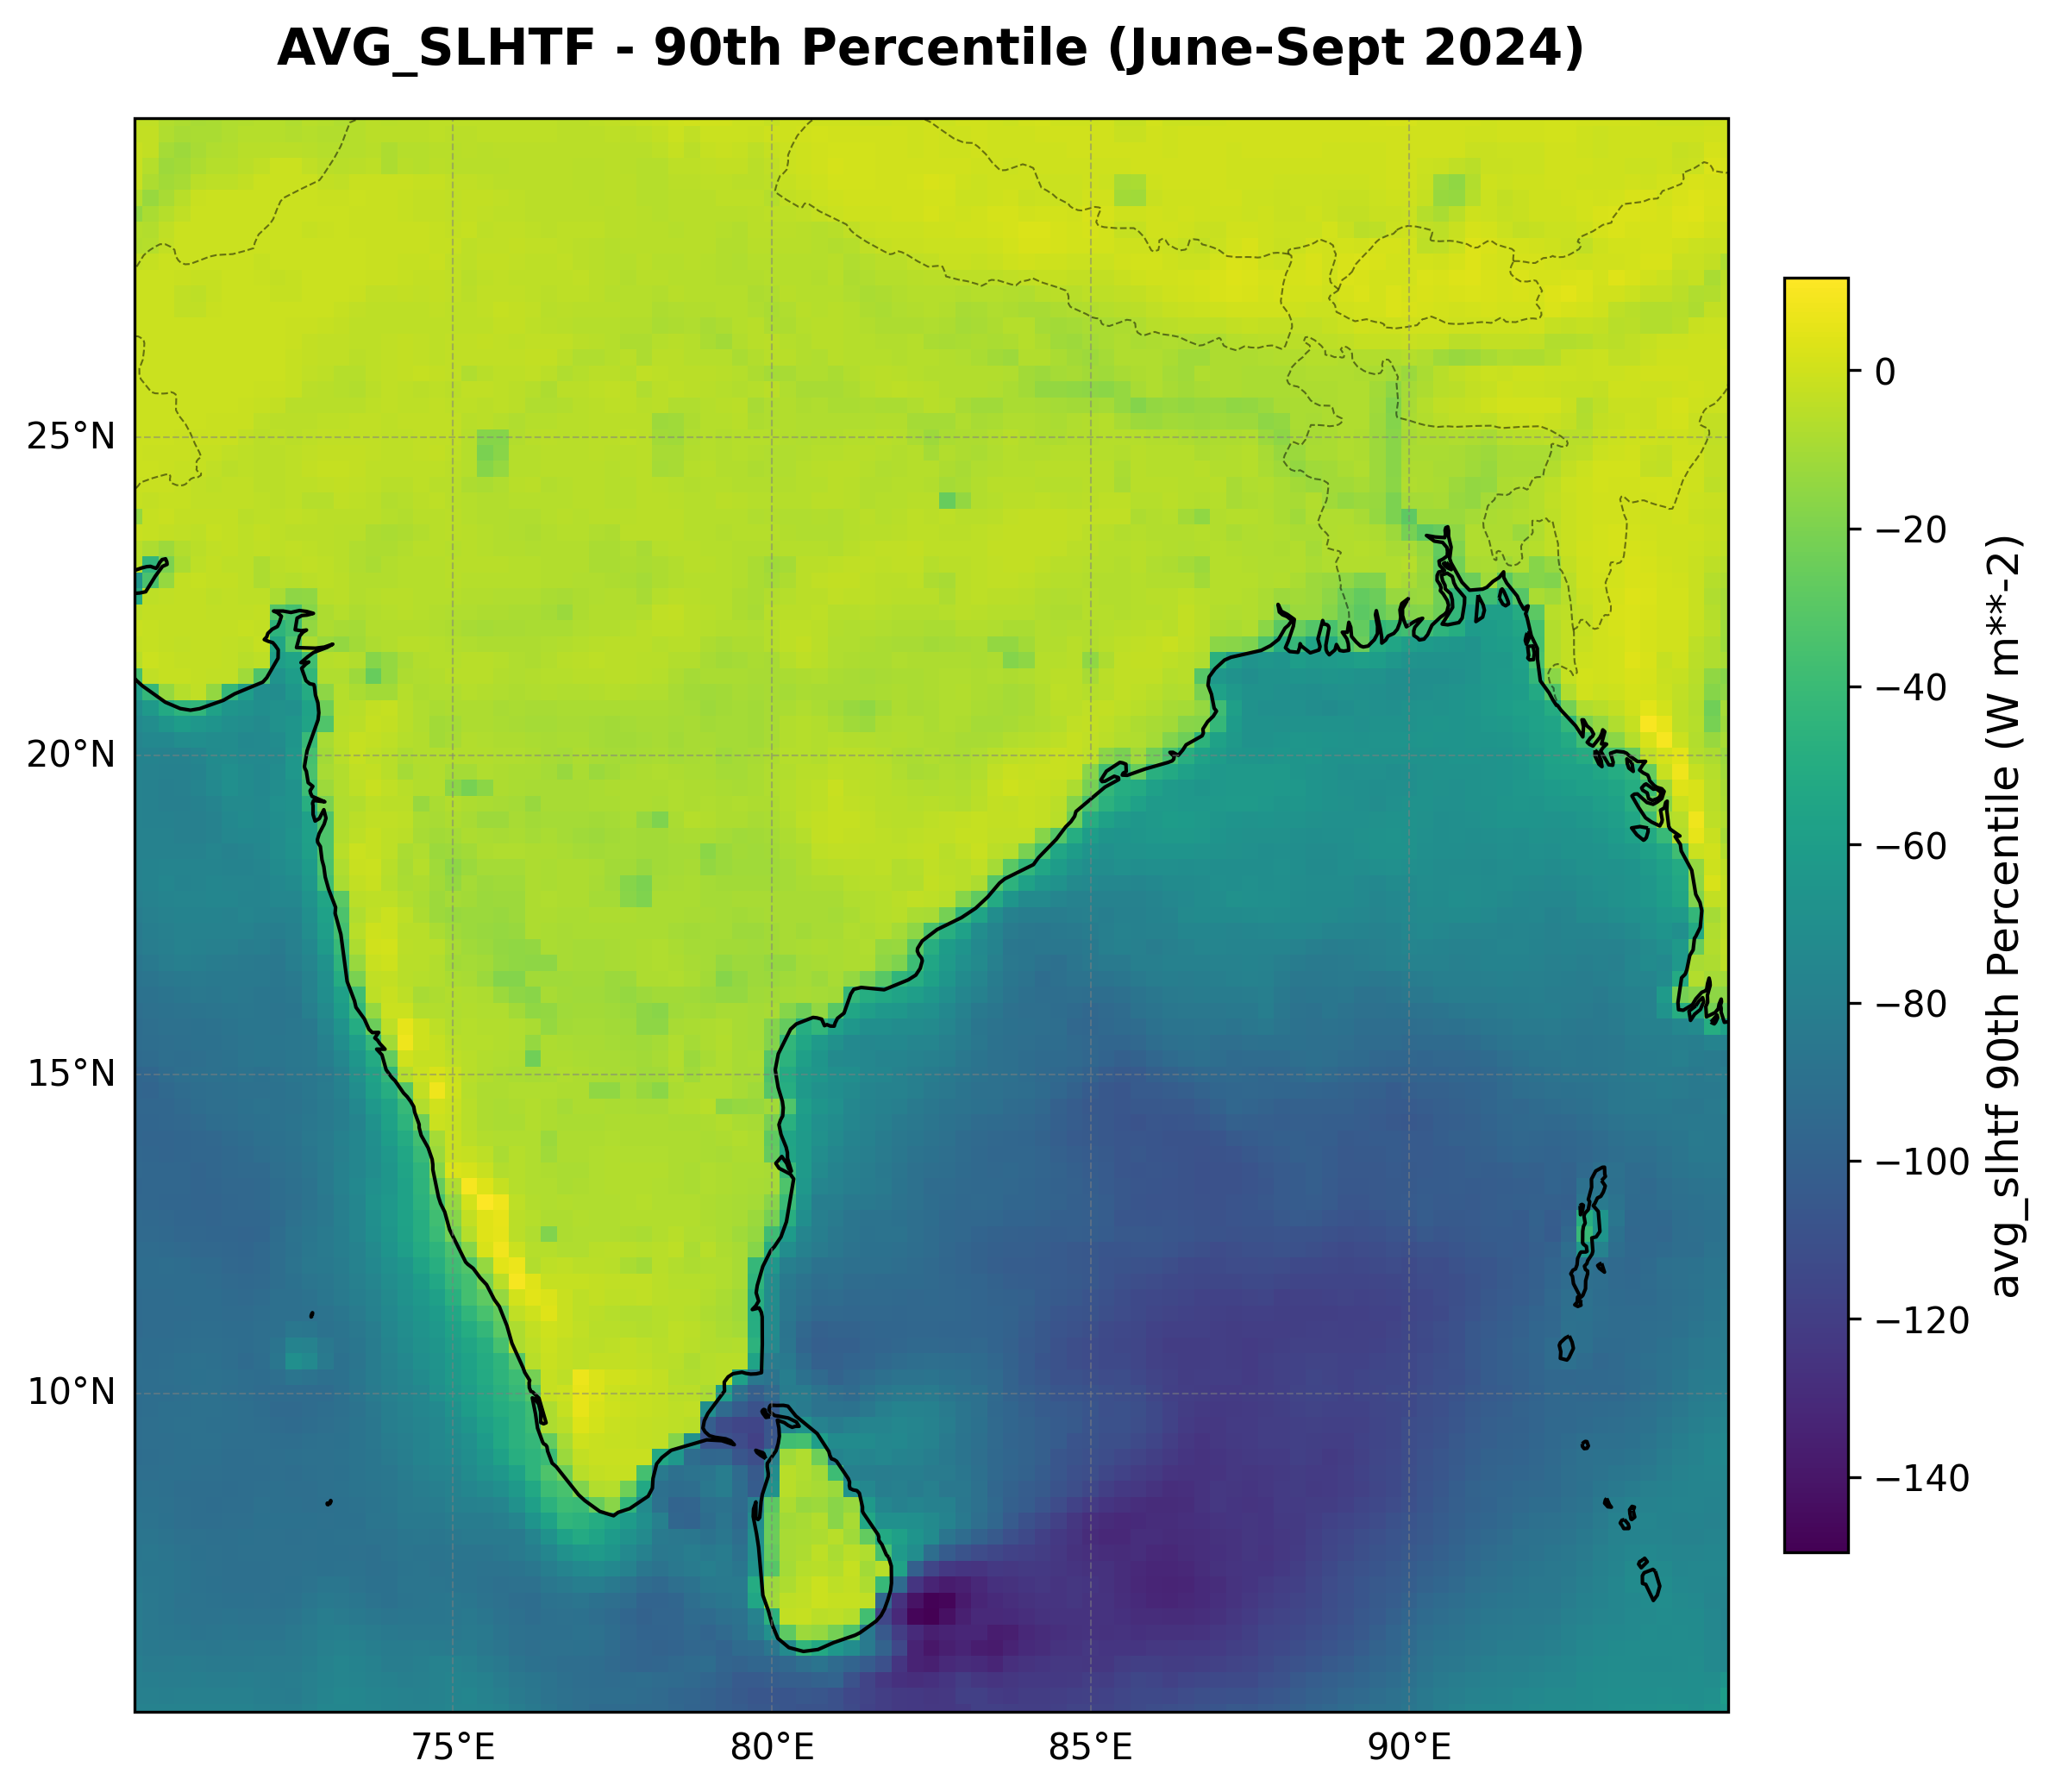 AVG_SLHTF - 90th Percentile (June-Sept 2024)
25°N
20°N
15°N
10°N
75°E
80°E
85°E
90°E
0
−20
−40
−60
−80
−100
−120
−140
avg_slhtf 90th Percentile (W m**-2)